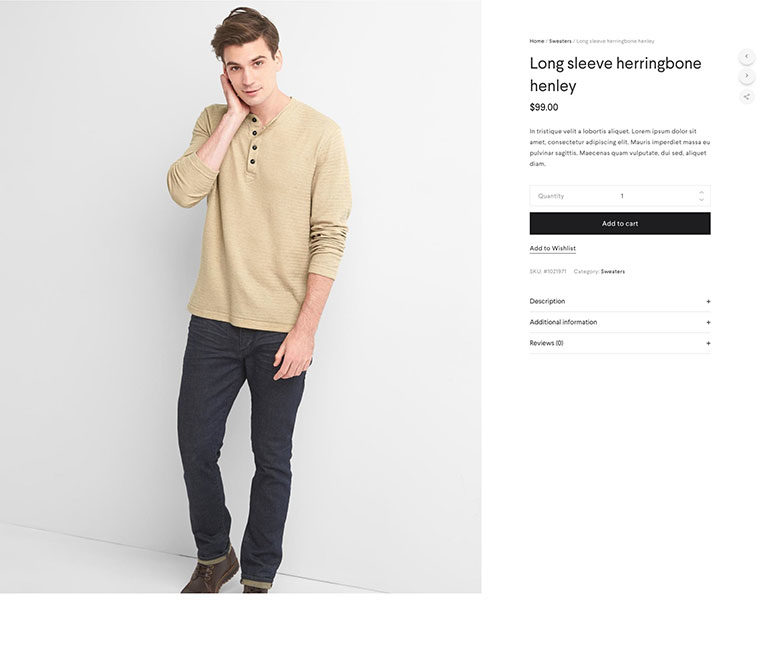 Home / Sweaters / Long sleeve herringbone henley
Long sleeve herringbone
henley
$99.00
In tristique velit a lobortis aliquet. Lorem ipsum dolor sit
amet, consectetur adipiscing elit. Mauris imperdiet massa eu
pulvinar sagittis. Maecenas quam vulputate, dui sed, aliquet
diam.
Quantity 1
Add to cart
Add to Wishlist
SKU: #1021971 Category: Sweaters
Description +
Additional information +
Reviews (0) +